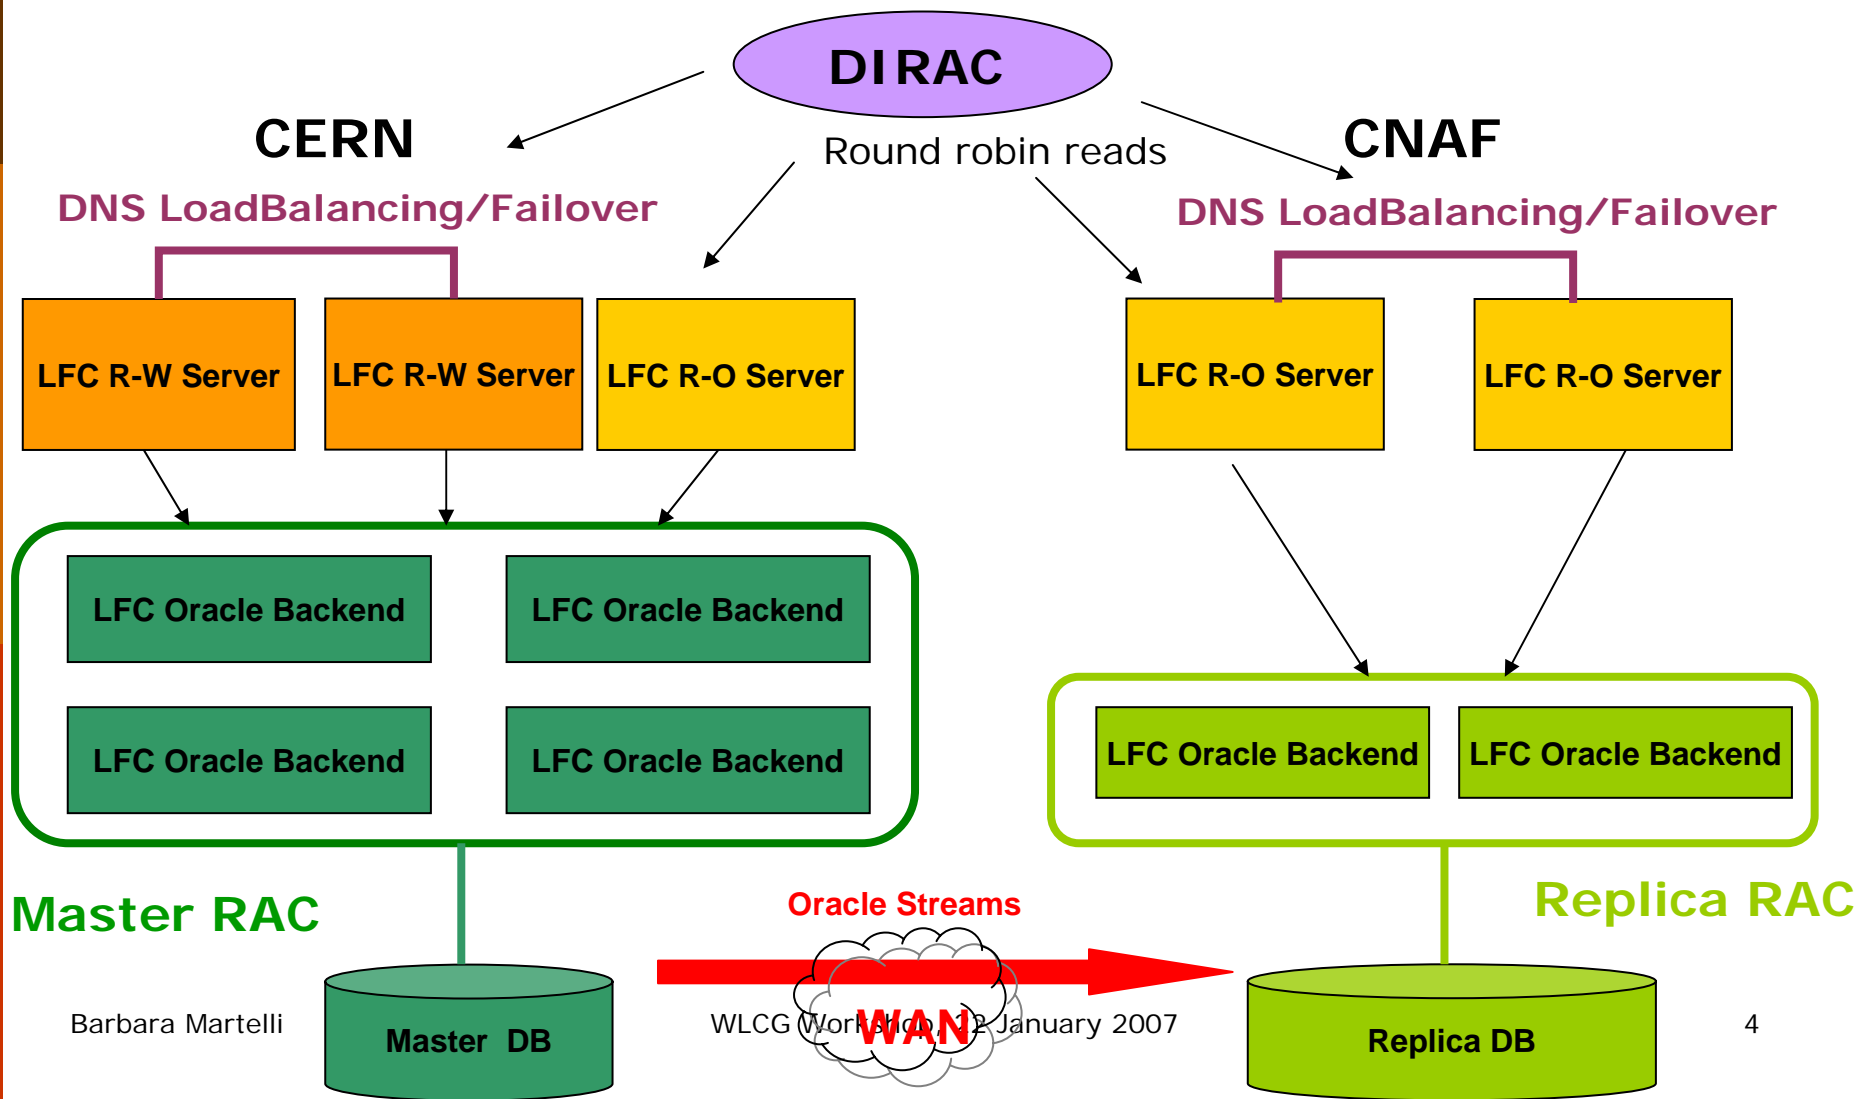 DIRAC
CERN
CNAF
Round robin reads
DNS LoadBalancing/Failover
DNS LoadBalancing/Failover
LFC R-W Server
LFC R-W Server
LFC R-O Server
LFC R-O Server
LFC R-O Server
LFC Oracle Backend
LFC Oracle Backend
LFC Oracle Backend
LFC Oracle Backend
LFC Oracle Backend
LFC Oracle Backend
Master RAC
Oracle Streams
Replica RAC
WAN
Master DB
Replica DB
Barbara Martelli
WLCG Workshop, 22 January 2007
4